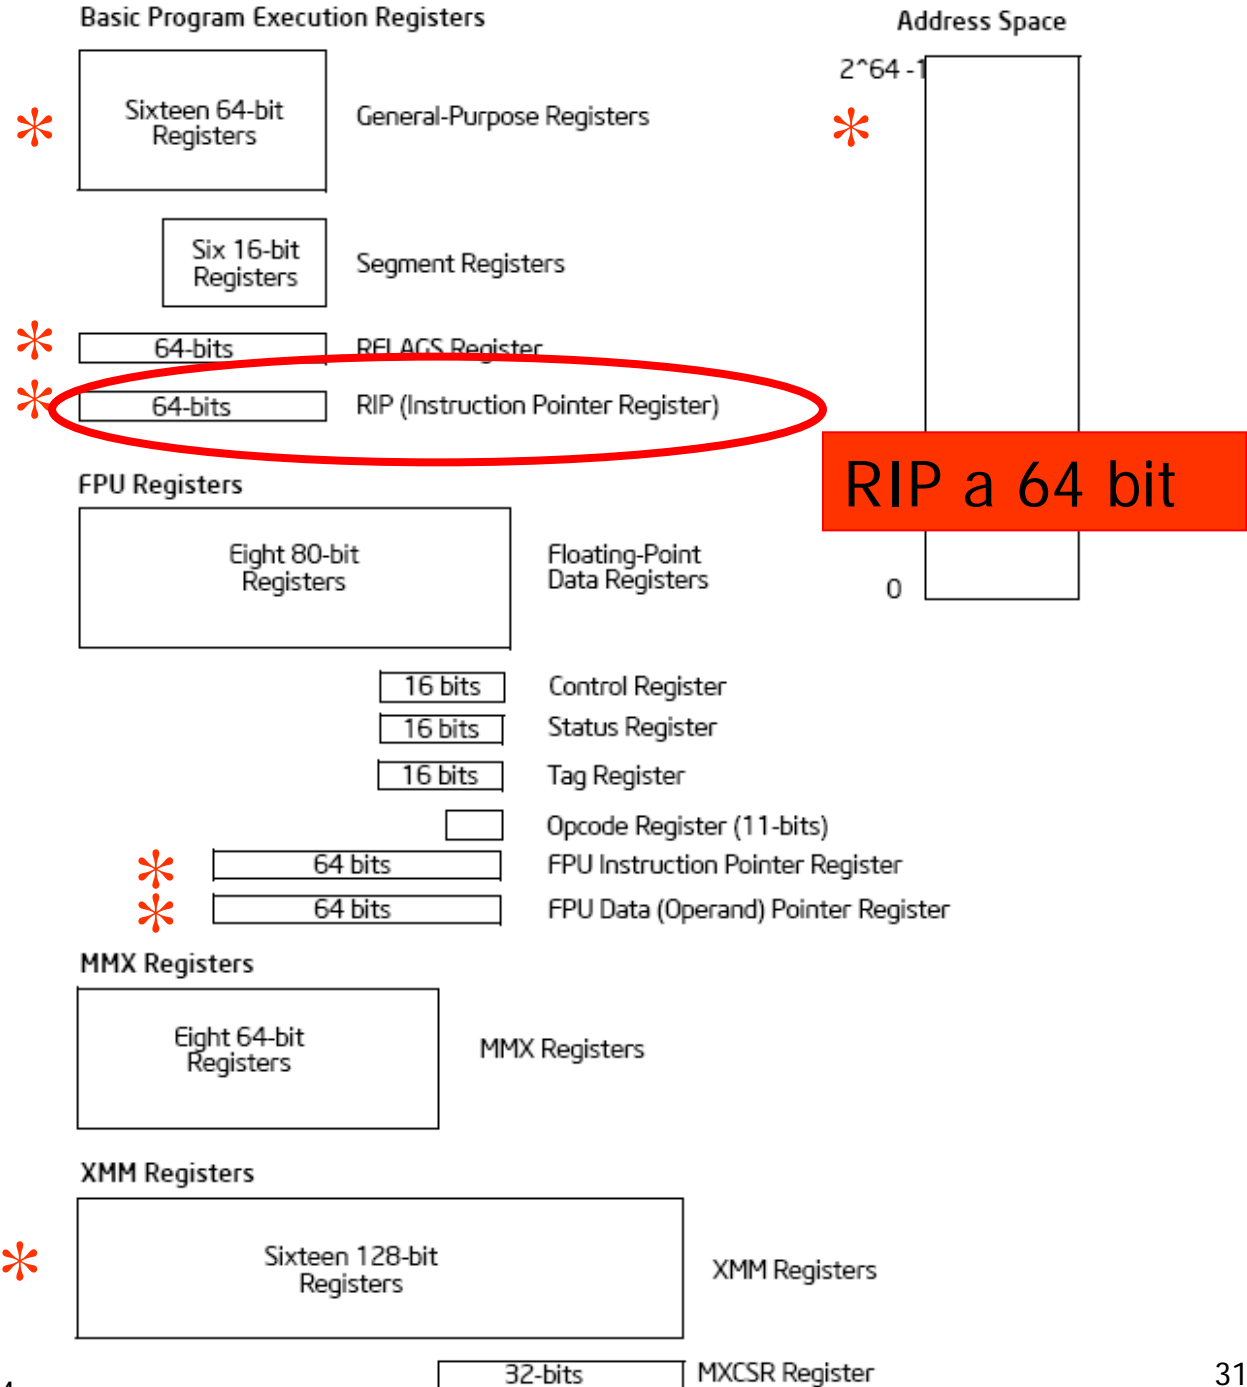 Basic Program Execution Registers
Address Space
2^64 -1
*
Sixteen 64-bit
Registers
General-Purpose Registers
*
Six 16-bit
Registers
Segment Registers
*
64-bits
RFLAGS Register
*
64-bits
RIP (Instruction Pointer Register)
RIP a 64 bit
FPU Registers
Eight 80-bit
Registers
Floating-Point
Data Registers
0
16 bits
Control Register
16 bits
Status Register
16 bits
Tag Register
Opcode Register (11-bits)
*
64 bits
FPU Instruction Pointer Register
*
64 bits
FPU Data (Operand) Pointer Register
MMX Registers
Eight 64-bit
Registers
MMX Registers
XMM Registers
*
Sixteen 128-bit
Registers
XMM Registers
32-bits
MXCSR Register
31